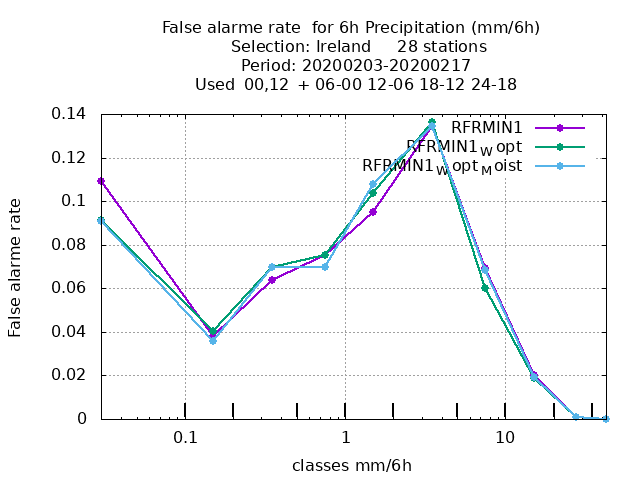 False alarme rate  for 6h Precipitation (mm/6h)
Selection: Ireland     28 stations
Period: 20200203-20200217
Used  00,12  + 06-00 12-06 18-12 24-18
False alarme rate
0.14
0.12
0.1
0.08
0.06
0.04
0.02
0
RFRMIN1
RFRMIN1Wopt
RFRMIN1WoptMoist
0.1
1
10
classes mm/6h